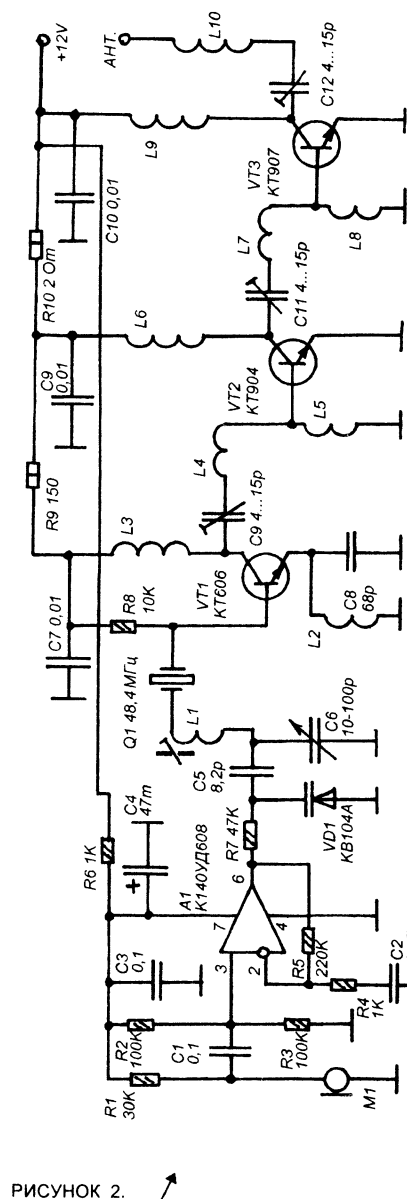 +12V
АНТ.
L10
C12 4...15p
L9
C10 0,01
VT3
КТ907
R10 2 От
L7
L8
C11 4...15p
L6
C9
0,01
VT2
КТ904
R9 150
L4
L5
C9 4...15p
L3
VT1
КТ606
C7 0,01
R8
10K
L2
C8
68p
Q1 48,4 МГц
L1
C5
8,2p
C6
10-100p
R7 47K
VD1
КВ104А
R6 1K
C4
47m
+
A1
К140УД608
7
6
3
2
4
R5
220K
R4
1K
C2
C3
0,1
R2
100K
C1
0,1
R3
100K
R1
30K
M1
РИСУНОК 2.